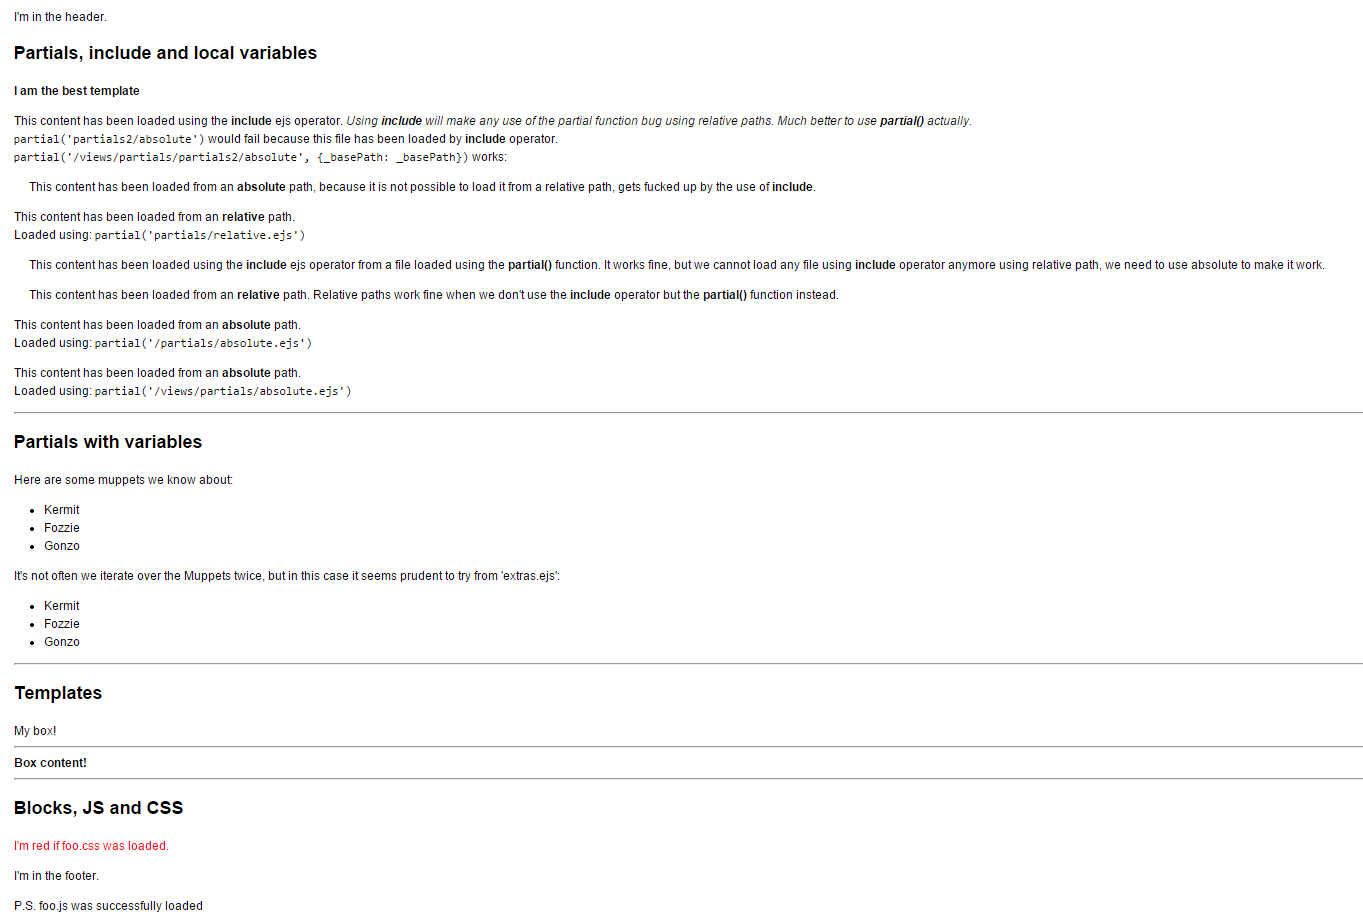 I'm in the header.
Partials, include and local variables
I am the best template
This content has been loaded using the include ejs operator. Using include will make any use of the partial function bug using relative paths. Much better to use partial() actually.
partial('partials2/absolute') would fail because this file has been loaded by include operator.
partial('/views/partials/partials2/absolute', {_basePath: _basePath}) works:
This content has been loaded from an absolute path, because it is not possible to load it from a relative path, gets fucked up by the use of include.
This content has been loaded from an relative path.
Loaded using: partial('partials/relative.ejs')
This content has been loaded using the include ejs operator from a file loaded using the partial() function. It works fine, but we cannot load any file using include operator anymore using relative path, we need to use absolute to make it work.
This content has been loaded from an relative path. Relative paths work fine when we don't use the include operator but the partial() function instead.
This content has been loaded from an absolute path.
Loaded using: partial('/partials/absolute.ejs')
This content has been loaded from an absolute path.
Loaded using: partial('/views/partials/absolute.ejs')
Partials with variables
Here are some muppets we know about:
• Kermit
• Fozzie
• Gonzo
It's not often we iterate over the Muppets twice, but in this case it seems prudent to try from 'extras.ejs':
• Kermit
• Fozzie
• Gonzo
Templates
My box!
Box content!
Blocks, JS and CSS
I'm red if foo.css was loaded.
I'm in the footer.
P.S. foo.js was successfully loaded